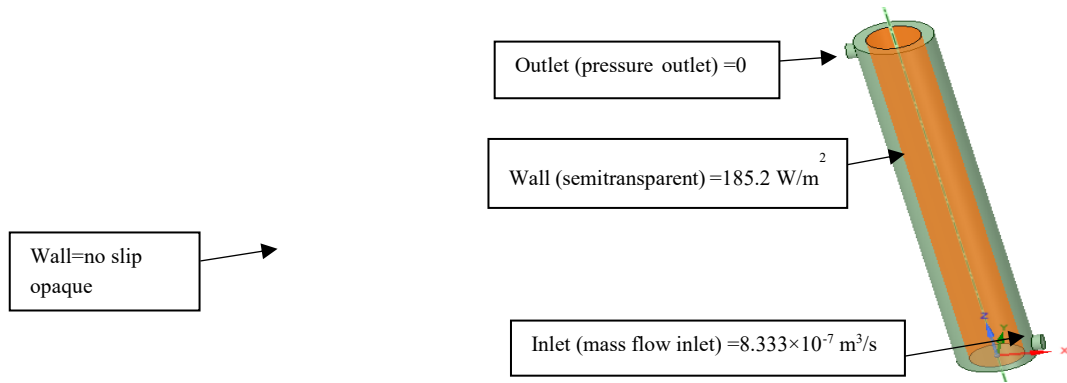 Outlet (pressure outlet) =0
Wall (semitransparent) =185.2 W/m²
Wall=no slip
opaque
Inlet (mass flow inlet) =8.333×10⁻⁷ m³/s
Z
Y
X